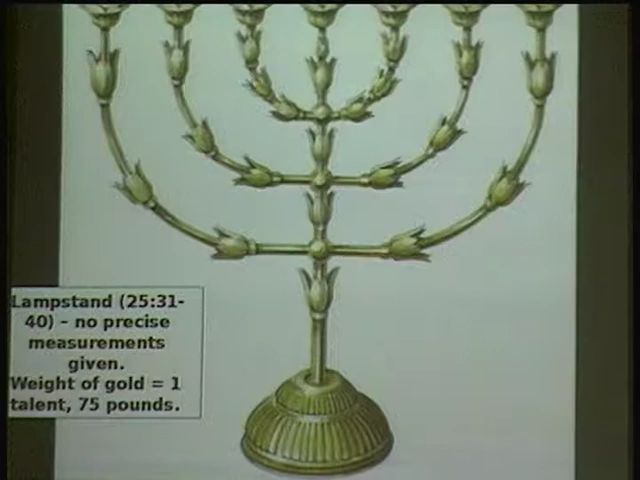 Lampstand (25:31-
40) – no precise
measurements
given.
Weight of gold = 1
talent, 75 pounds.